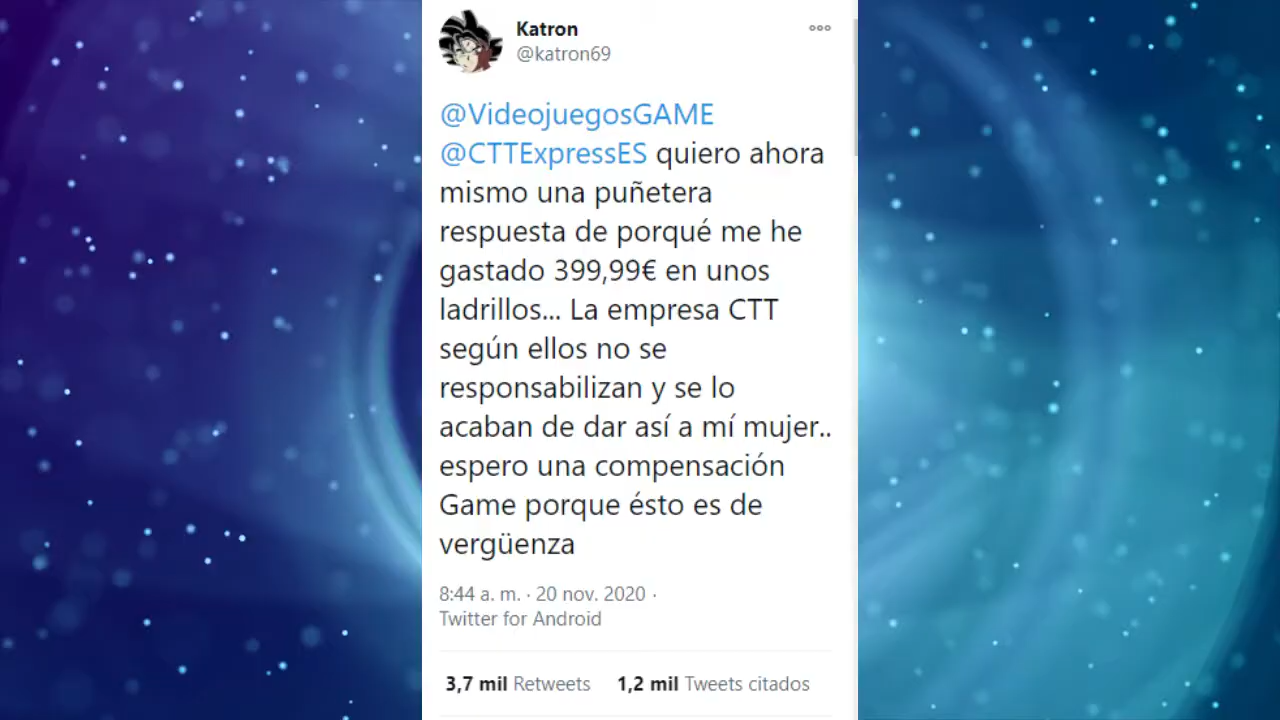 Katron
@katron69
@VideojuegosGAME
@CTTExpressES quiero ahora
mismo una puñetera
respuesta de porqué me he
gastado 399,99€ en unos
ladrillos... La empresa CTT
según ellos no se
responsabilizan y se lo
acaban de dar así a mí mujer..
espero una compensación
Game porque ésto es de
vergüenza
8:44 a. m. · 20 nov. 2020 ·
Twitter for Android
3,7 mil Retweets 1,2 mil Tweets citados